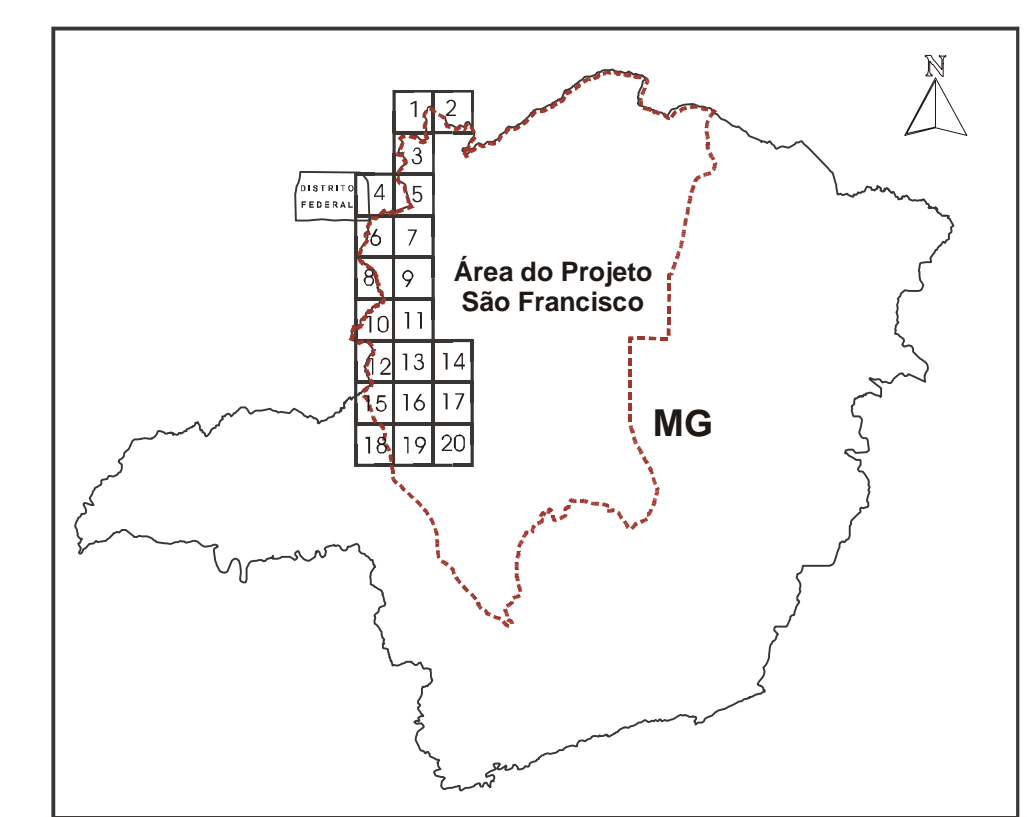 N
1 2
3
DISTRITO
FEDERAL
4 5
6 7
8 9
Área do Projeto
São Francisco
10 11
12 13 14
15 16 17
MG
18 19 20